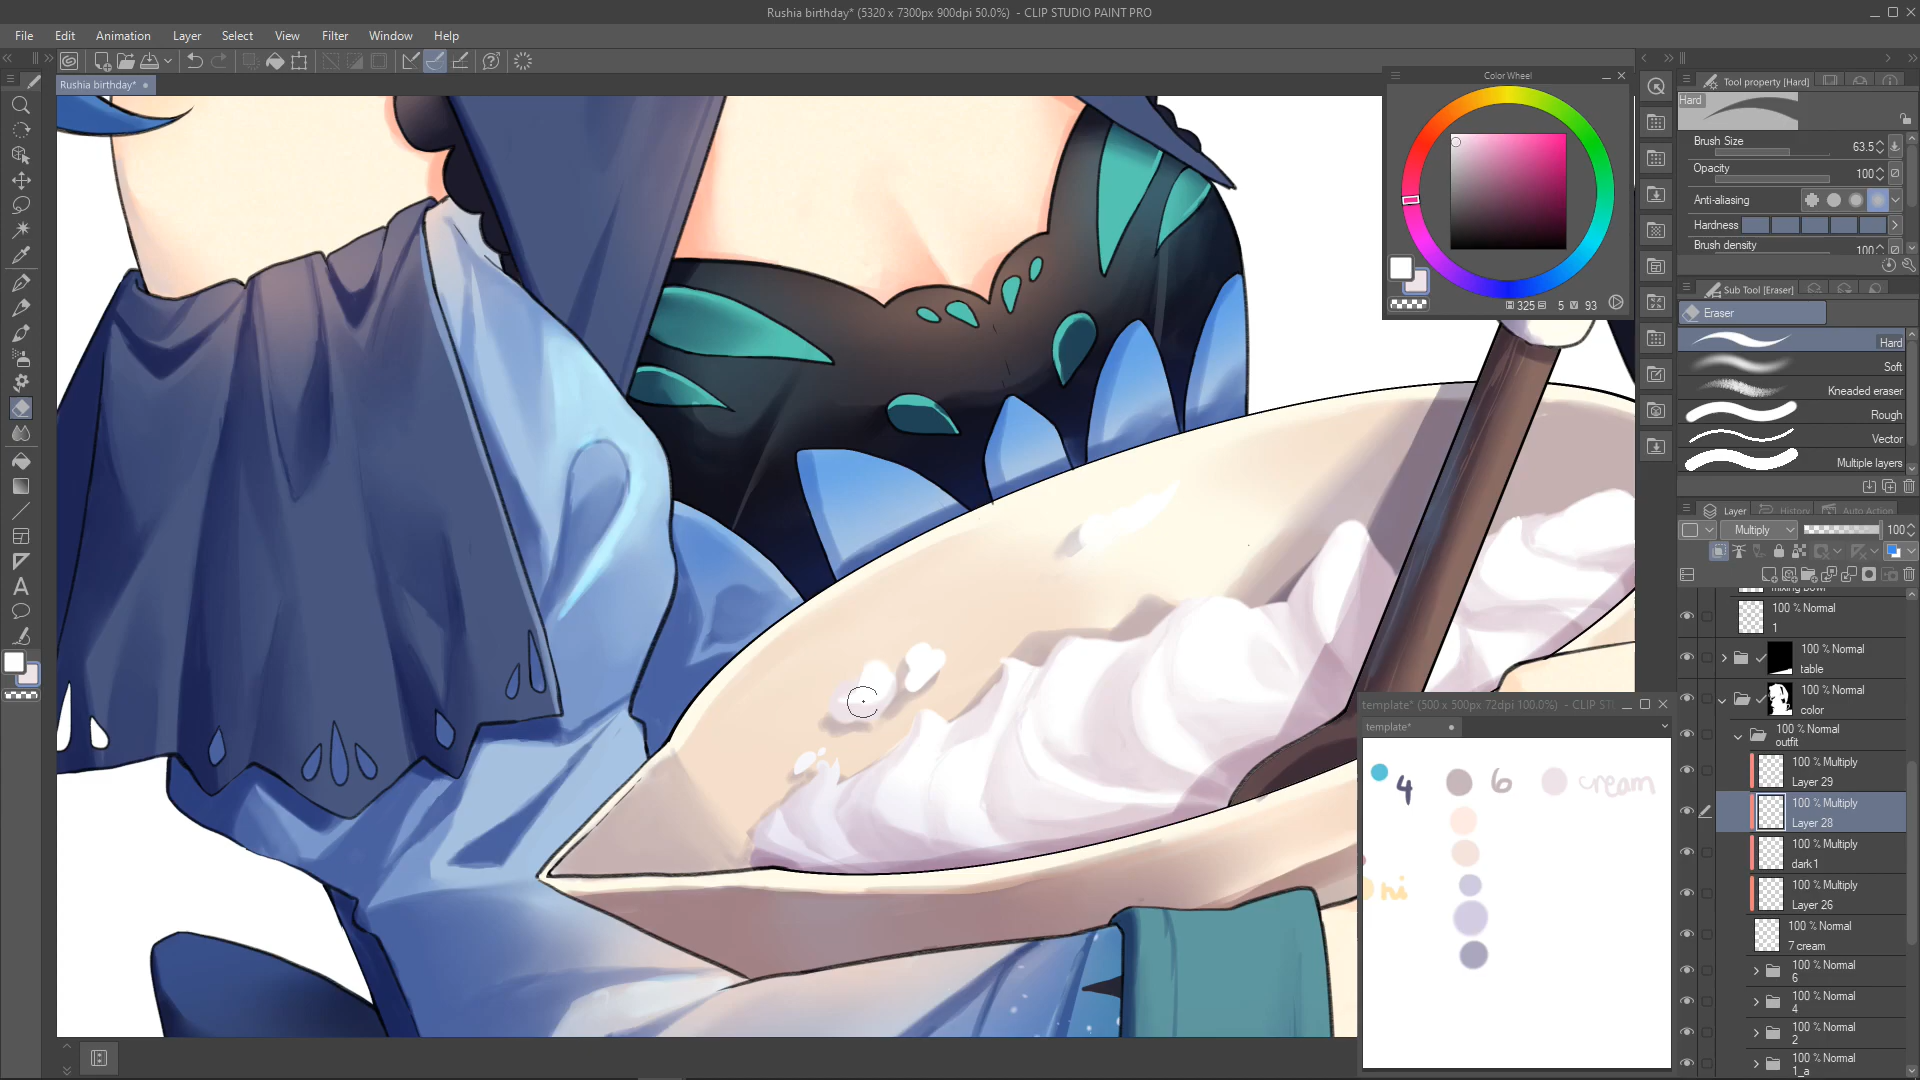 Rushia birthday* (5320 x 7300px 900dpi 50.0%) - CLIP STUDIO PAINT PRO
File Edit Animation Layer Select View Filter Window Help
Rushia birthday*
Color Wheel
325 5 93
Tool property [Hard]
Hard
Brush Size 63.5
Opacity 100
Anti-aliasing
Hardness
Brush density 100
Sub Tool [Eraser]
Eraser
Hard
Soft
Kneaded eraser
Rough
Vector
Multiple layers
Layer History Auto Action
Multiply 100
mixing bowl
100 % Normal
1
100 % Normal
table
100 % Normal
color
100 % Normal
outfit
100 % Multiply
Layer 29
100 % Multiply
Layer 28
100 % Multiply
dark1
100 % Multiply
Layer 26
100 % Normal
7 cream
100 % Normal
6
100 % Normal
4
100 % Normal
2
100 % Normal
1_a
template* (500 x 500px 72dpi 100.0%) - CLIP
template*
4 6 cream